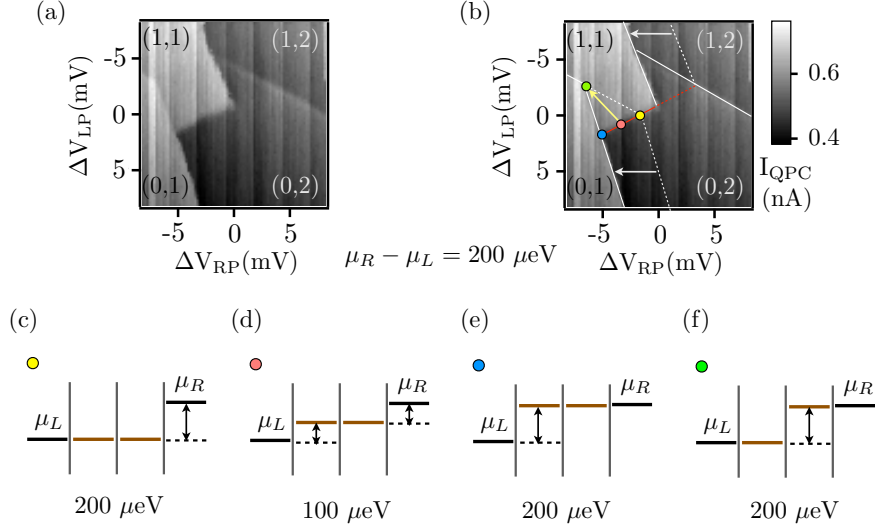 (a)
(b)
(1,1)
(1,2)
(0,1)
(0,2)
-5
0
5
ΔV_LP(mV)
-5
0
5
ΔV_RP(mV)
(1,1)
(1,2)
(0,1)
(0,2)
-5
0
5
ΔV_LP(mV)
-5
0
5
ΔV_RP(mV)
0.6
0.4
I_QPC
(nA)
μ_R − μ_L = 200 μeV
(c)
(d)
(e)
(f)
μ_L
μ_R
200 μeV
μ_L
μ_R
100 μeV
μ_L
μ_R
200 μeV
μ_L
μ_R
200 μeV